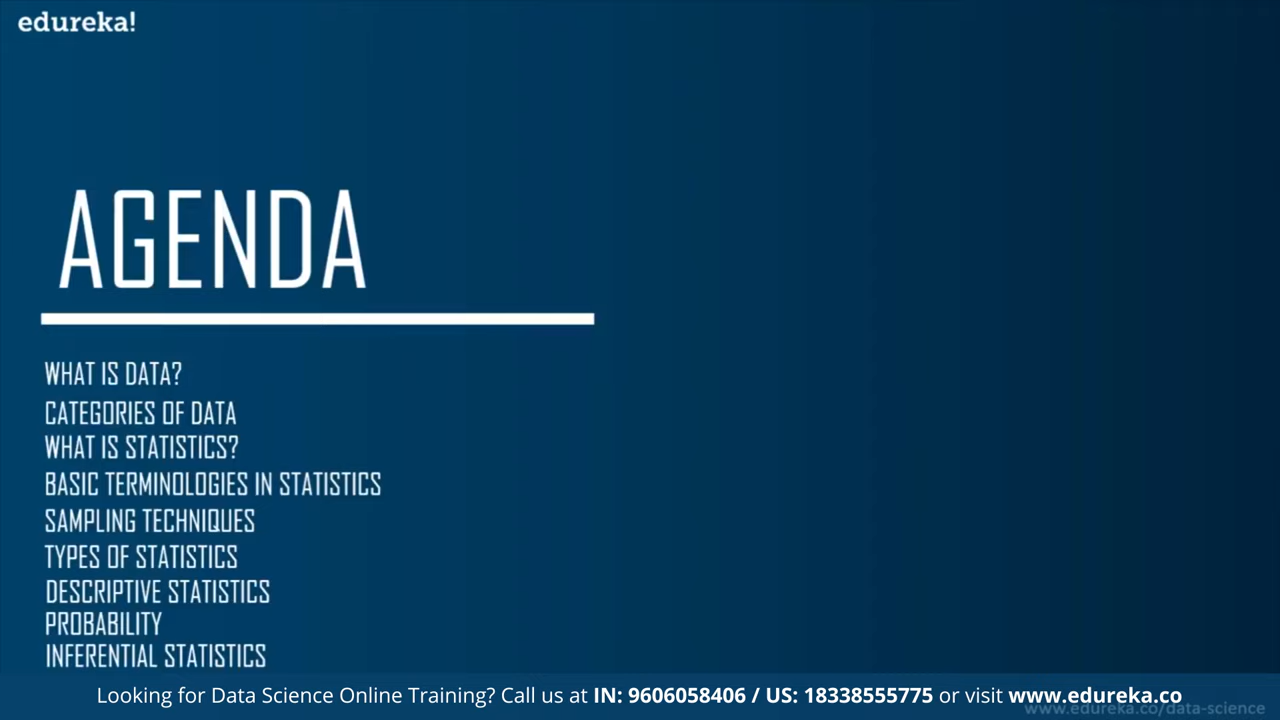 edureka!
AGENDA
WHAT IS DATA?
CATEGORIES OF DATA
WHAT IS STATISTICS?
BASIC TERMINOLOGIES IN STATISTICS
SAMPLING TECHNIQUES
TYPES OF STATISTICS
DESCRIPTIVE STATISTICS
PROBABILITY
INFERENTIAL STATISTICS
Looking for Data Science Online Training? Call us at IN: 9606058406 / US: 18338555775 or visit www.edureka.co
www.edureka.co/data-science